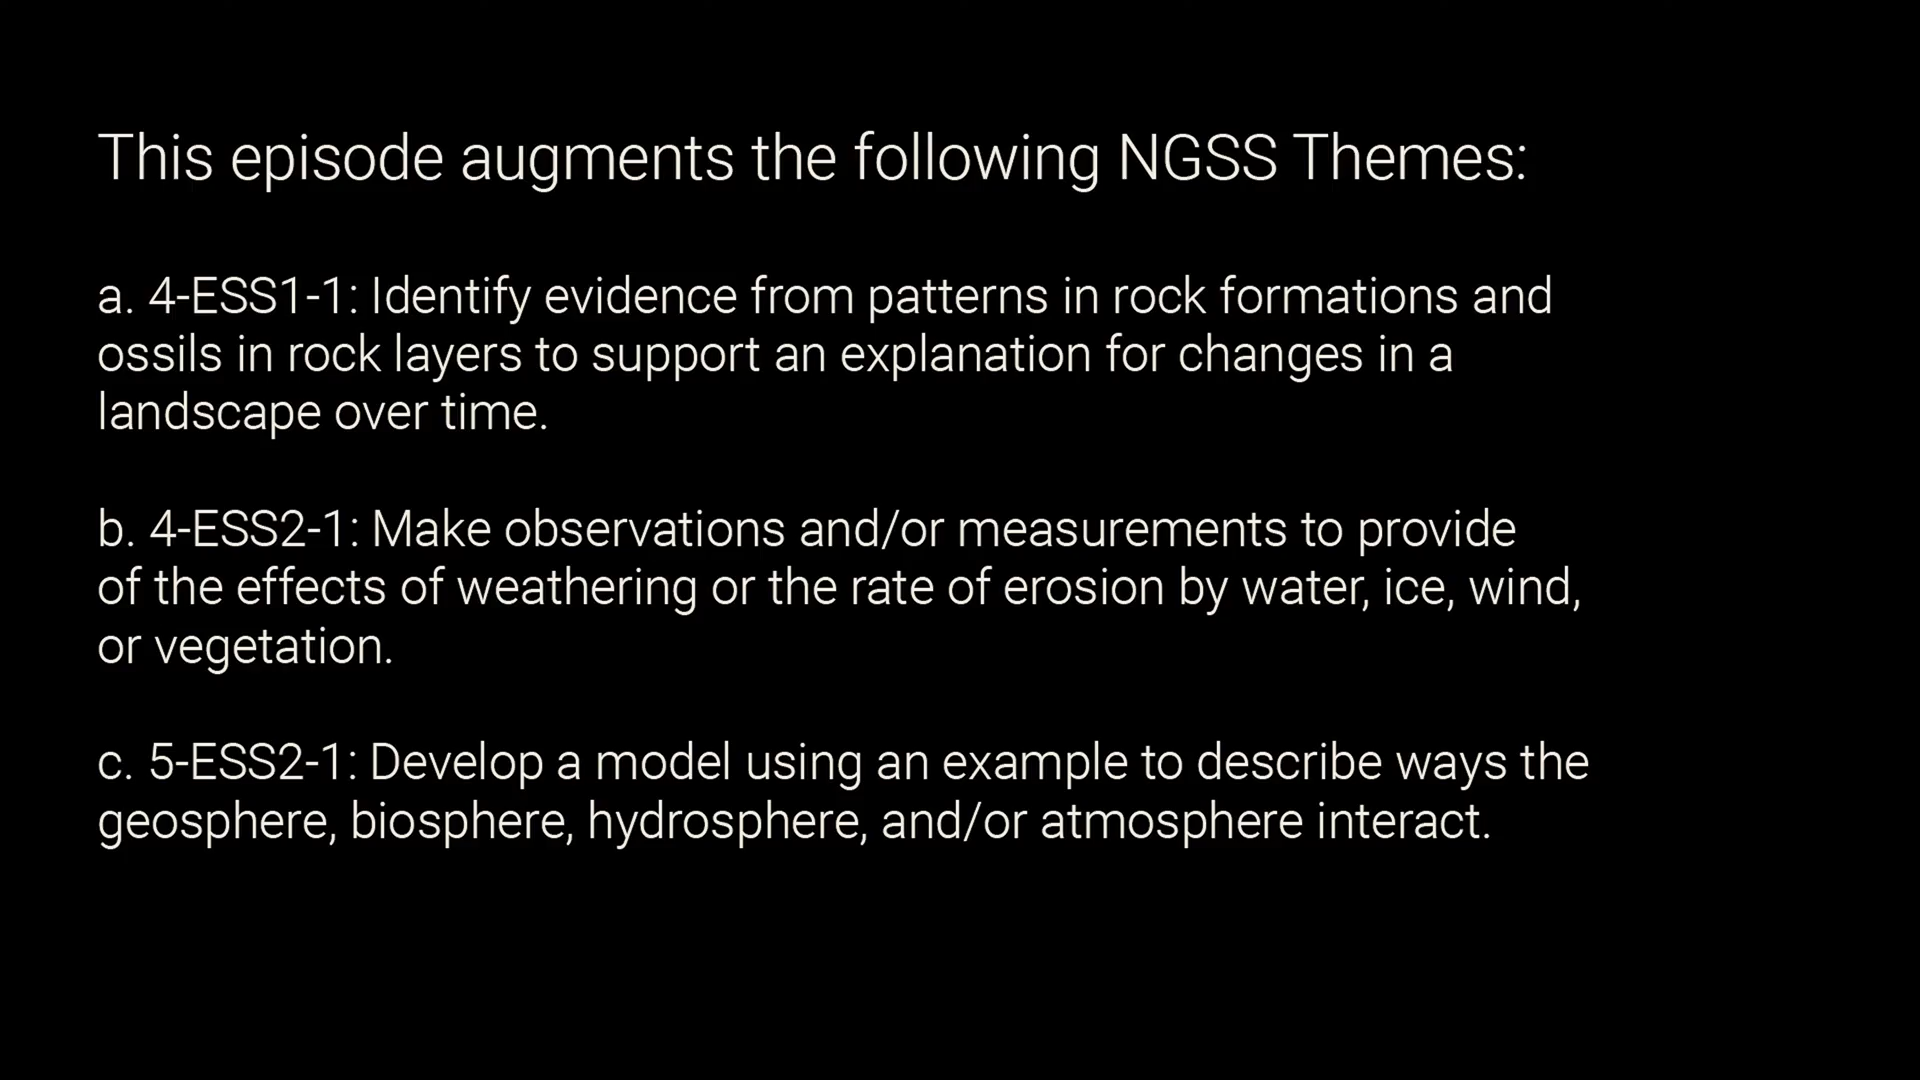 This episode augments the following NGSS Themes:
a. 4-ESS1-1: Identify evidence from patterns in rock formations and
ossils in rock layers to support an explanation for changes in a
landscape over time.
b. 4-ESS2-1: Make observations and/or measurements to provide
of the effects of weathering or the rate of erosion by water, ice, wind,
or vegetation.
c. 5-ESS2-1: Develop a model using an example to describe ways the
geosphere, biosphere, hydrosphere, and/or atmosphere interact.